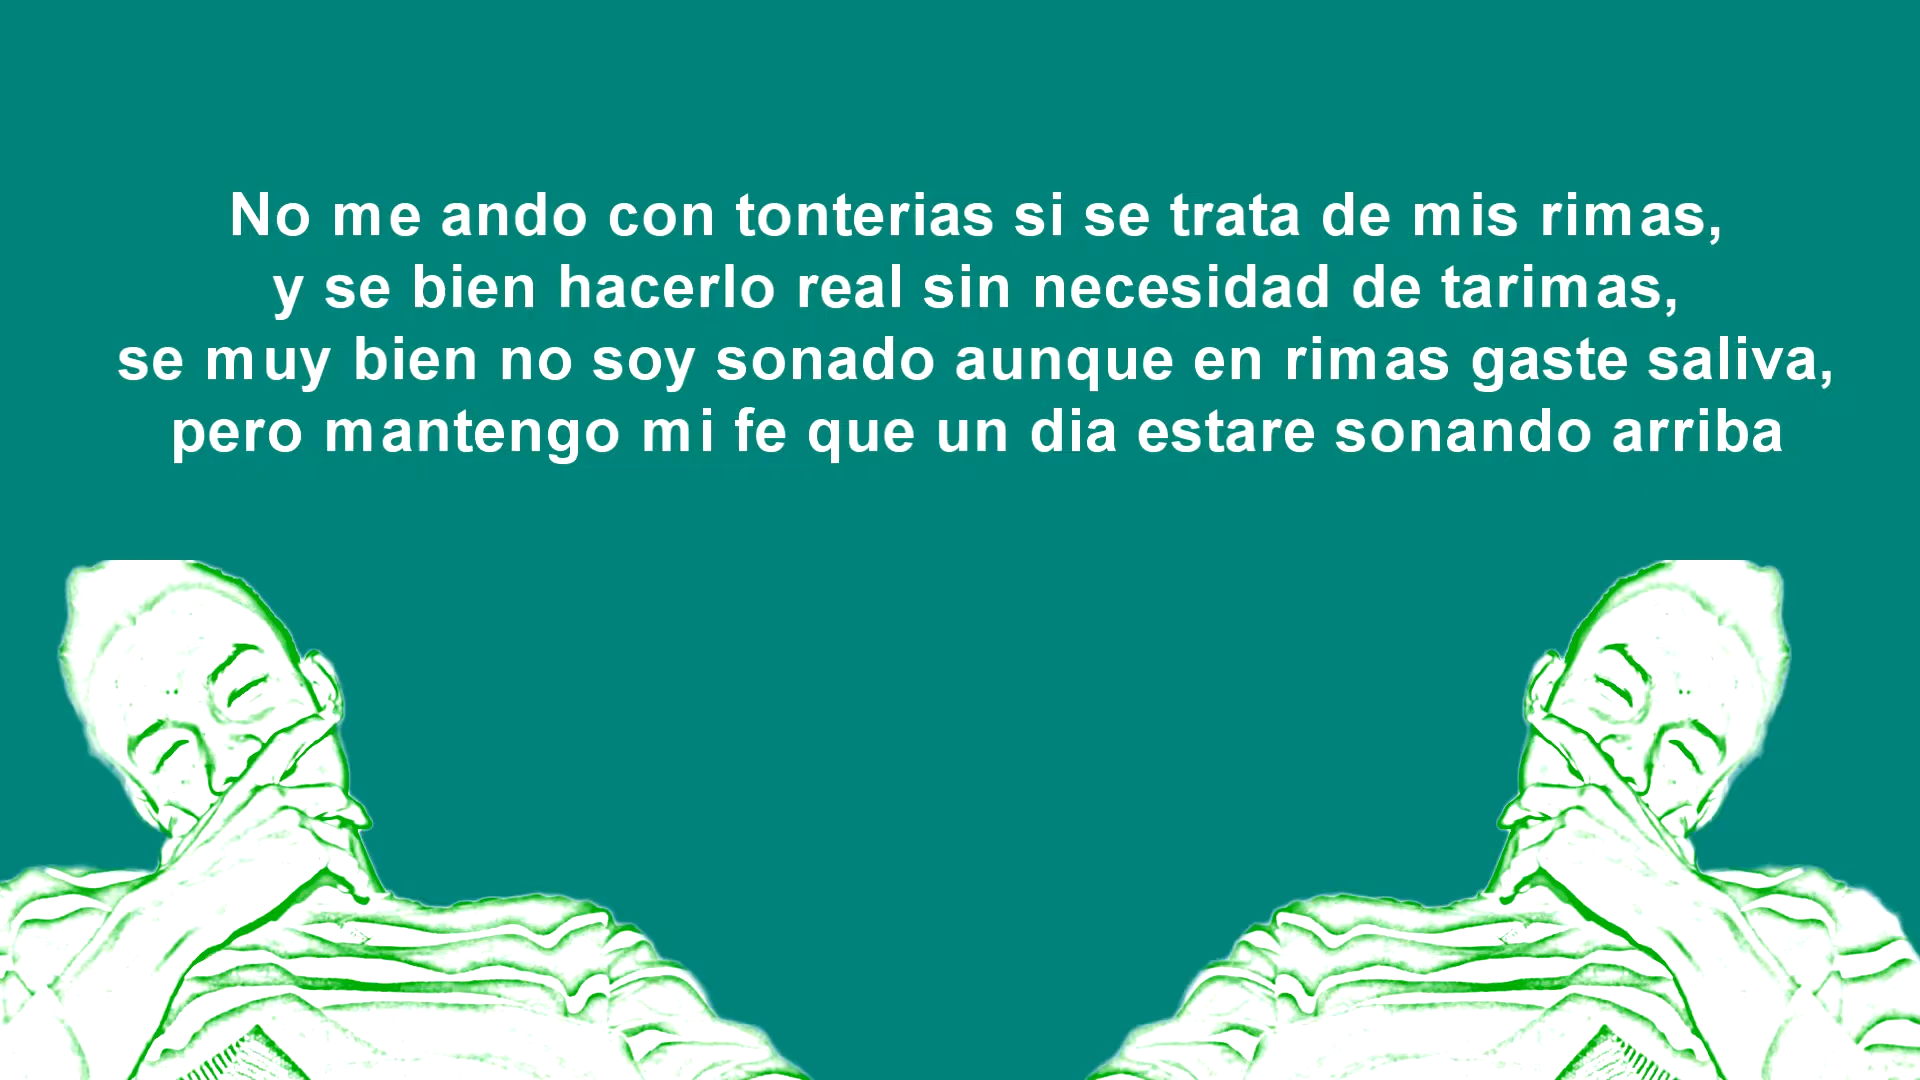 No me ando con tonterias si se trata de mis rimas,
y se bien hacerlo real sin necesidad de tarimas,
se muy bien no soy sonado aunque en rimas gaste saliva,
pero mantengo mi fe que un dia estare sonando arriba